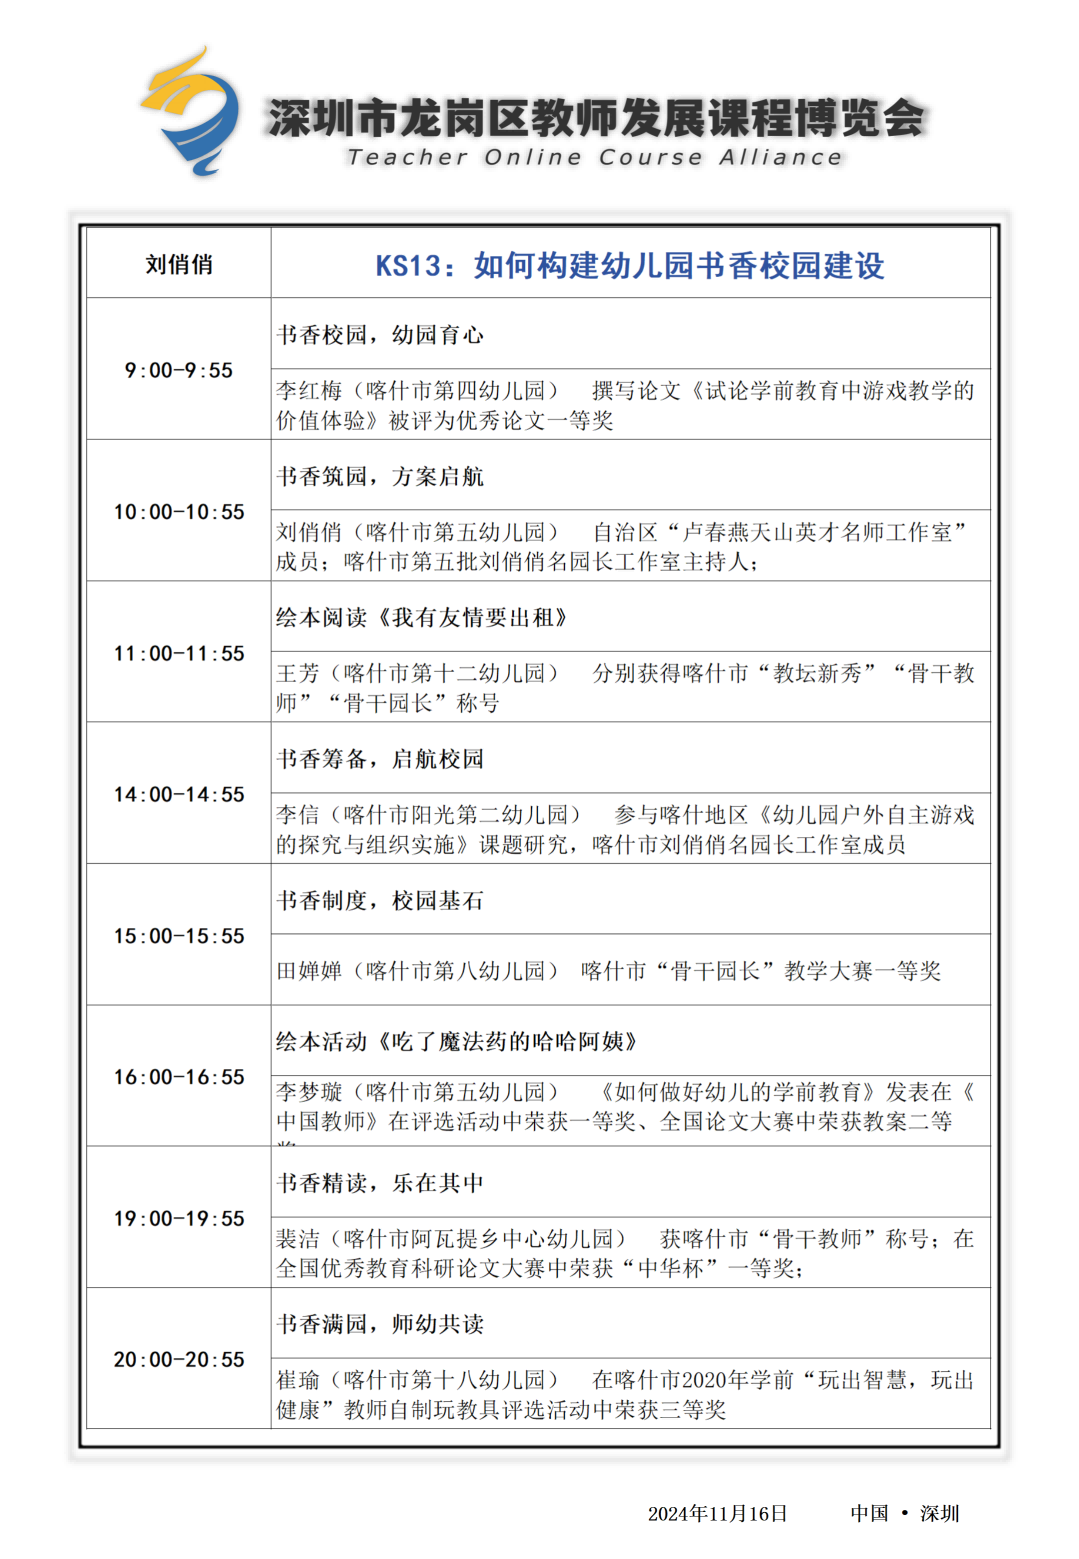 深圳市龙岗区教师发展课程博览会
Teacher Online Course Alliance
刘俏俏
KS13：如何构建幼儿园书香校园建设
9:00-9:55
书香校园，幼园育心
李红梅（喀什市第四幼儿园） 撰写论文《试论学前教育中游戏教学的
价值体验》被评为优秀论文一等奖
10:00-10:55
书香筑园，方案启航
刘俏俏（喀什市第五幼儿园） 自治区“卢春燕天山英才名师工作室”
成员；喀什市第五批刘俏俏名园长工作室主持人；
11:00-11:55
绘本阅读《我有友情要出租》
王芳（喀什市第十二幼儿园） 分别获得喀什市“教坛新秀”“骨干教
师”“骨干园长”称号
14:00-14:55
书香筹备，启航校园
李信（喀什市阳光第二幼儿园） 参与喀什地区《幼儿园户外自主游戏
的探究与组织实施》课题研究，喀什市刘俏俏名园长工作室成员
15:00-15:55
书香制度，校园基石
田婵婵（喀什市第八幼儿园） 喀什市“骨干园长”教学大赛一等奖
16:00-16:55
绘本活动《吃了魔法药的哈哈阿姨》
李梦璇（喀什市第五幼儿园） 《如何做好幼儿的学前教育》发表在《
中国教师》在评选活动中荣获一等奖、全国论文大赛中荣获教案二等
19:00-19:55
书香精读，乐在其中
裴洁（喀什市阿瓦提乡中心幼儿园） 获喀什市“骨干教师”称号；在
全国优秀教育科研论文大赛中荣获“中华杯”一等奖；
20:00-20:55
书香满园，师幼共读
崔瑜（喀什市第十八幼儿园） 在喀什市2020年学前“玩出智慧，玩出
健康”教师自制玩教具评选活动中荣获三等奖
2024年11月16日 中国 • 深圳